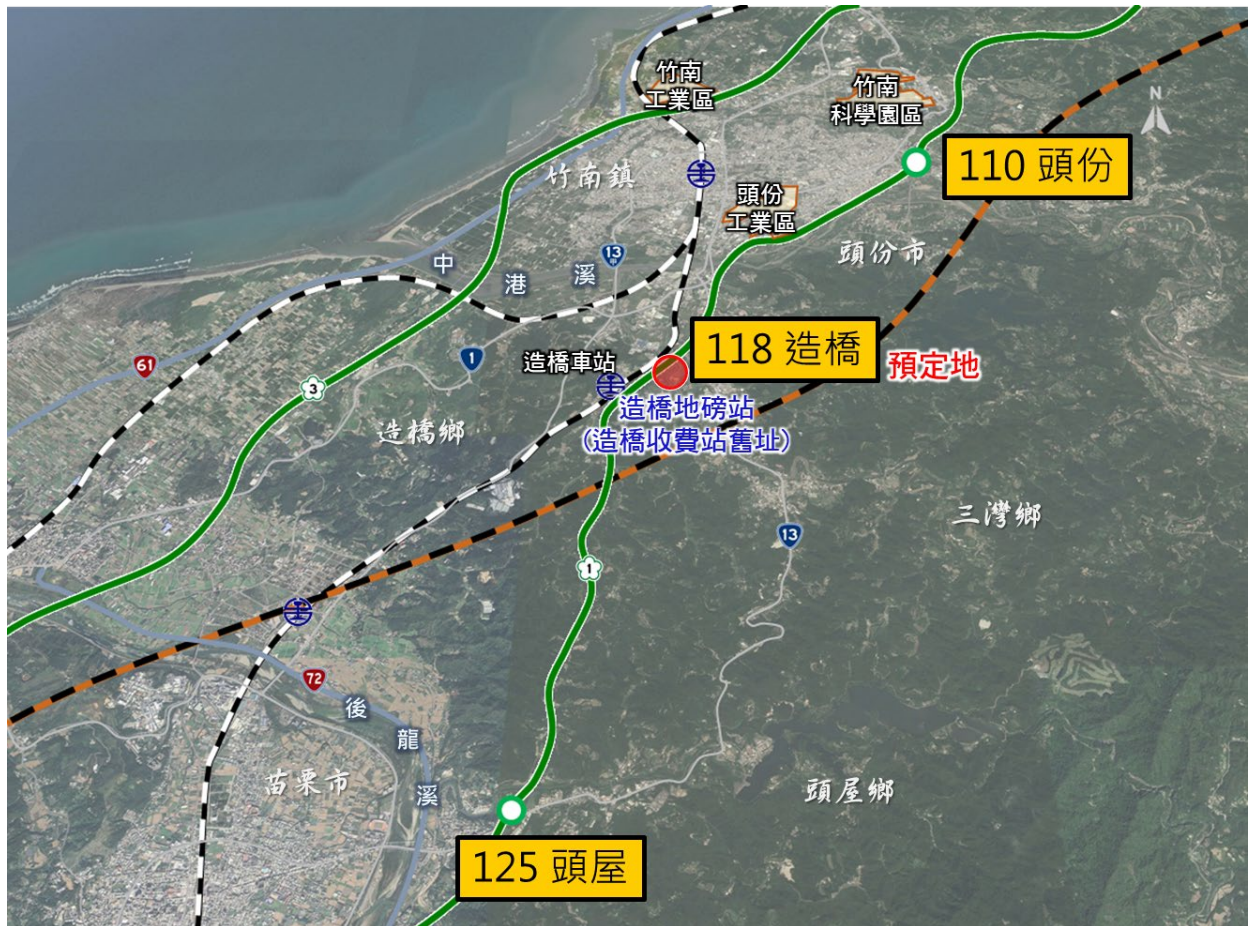 竹南
工業區
竹南
科學園區
N
110 頭份
竹南鎮
頭份
工業區
頭份市
13
甲
中
港
溪
118 造橋
預定地
造橋車站
1
61
3
造橋地磅站
(造橋收費站舊址)
造橋鄉
三灣鄉
13
1
72
後
龍
溪
苗栗市
頭屋鄉
125 頭屋